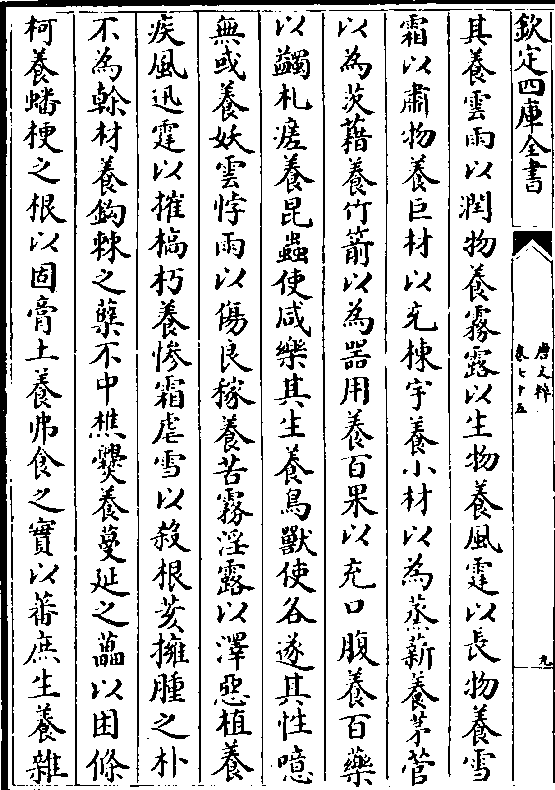 欽定四庫全書
唐文粹
卷七十五
九
其養雲雨以潤物養霧露以生物養風霆以長物養雪
霜以肅物養巨材以充棟宇養小材以為蒸薪養茅菅
以為茨藉養竹箭以為器用養百果以充口腹養百藥
以蠲札瘥養昆蟲使咸樂其生養鳥獸使各遂其性噫
無或養妖雲悖雨以傷良稼養苦霧淫露以澤惡植養
疾風迅霆以摧槁朽養慘霜虐雪以殺根荄擁腫之朴
不為榦材養鉤棘之蘖不中樵爨養蔓延之藟以困條
柯養蟠梗之根以固膏土養弗食之實以蕃庶生養雜